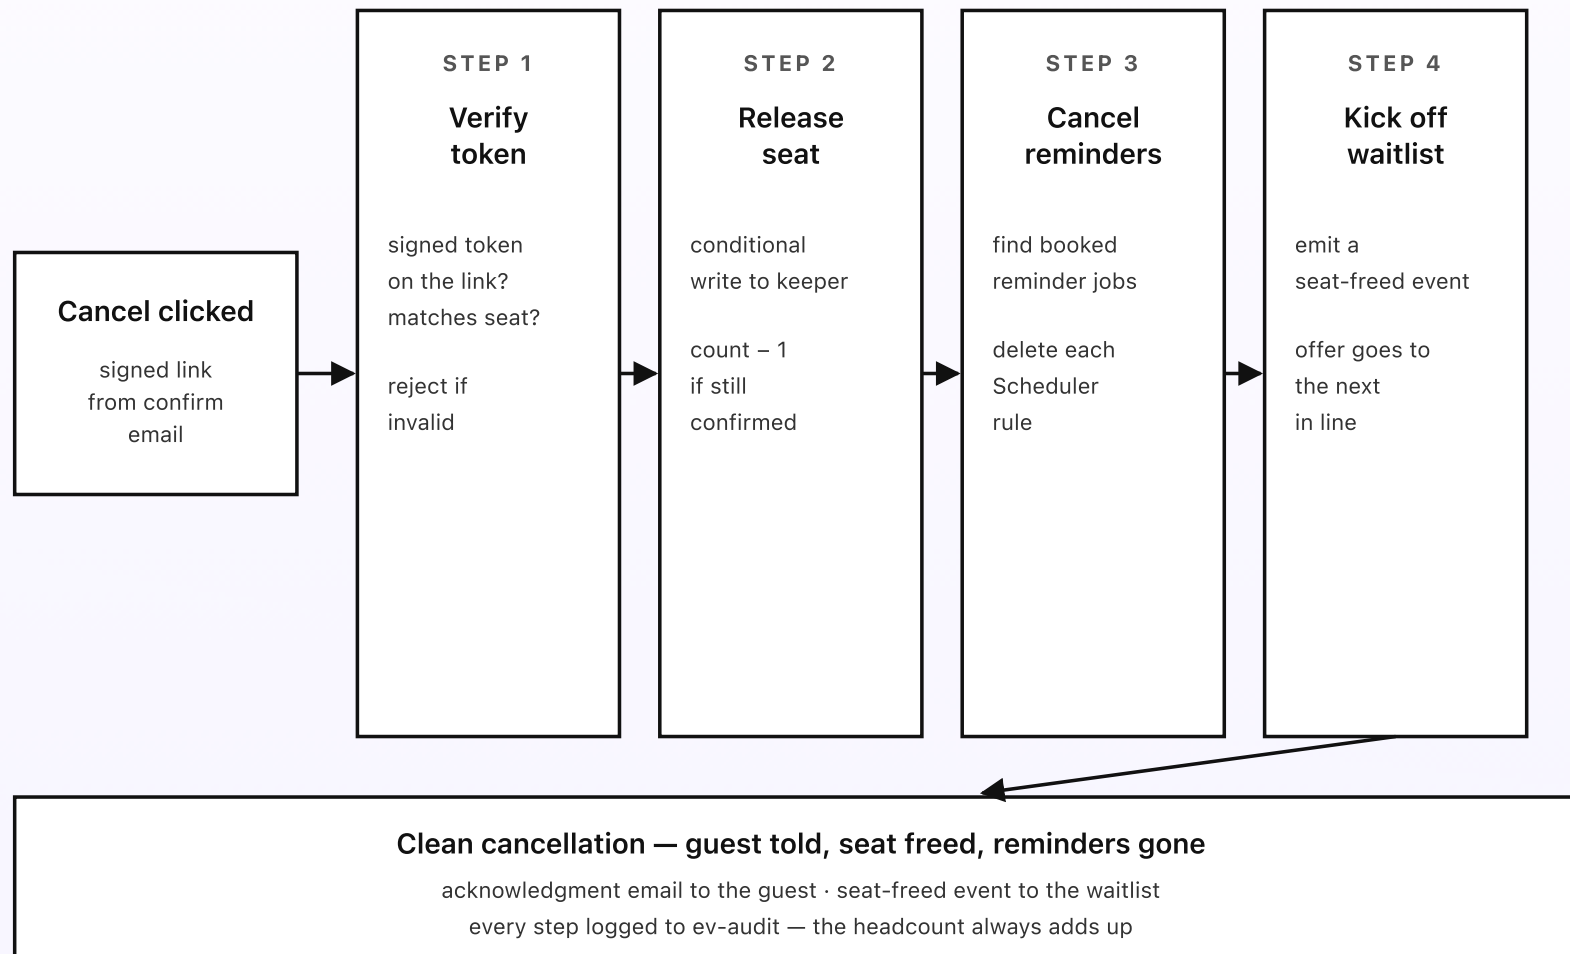 Cancel clicked
signed link
from confirm
email
STEP 1
Verify
token
signed token
on the link?
matches seat?
reject if
invalid
STEP 2
Release
seat
conditional
write to keeper
count – 1
if still
confirmed
STEP 3
Cancel
reminders
find booked
reminder jobs
delete each
Scheduler
rule
STEP 4
Kick off
waitlist
emit a
seat-freed event
offer goes to
the next
in line
Clean cancellation — guest told, seat freed, reminders gone
acknowledgment email to the guest · seat-freed event to the waitlist
every step logged to ev-audit — the headcount always adds up